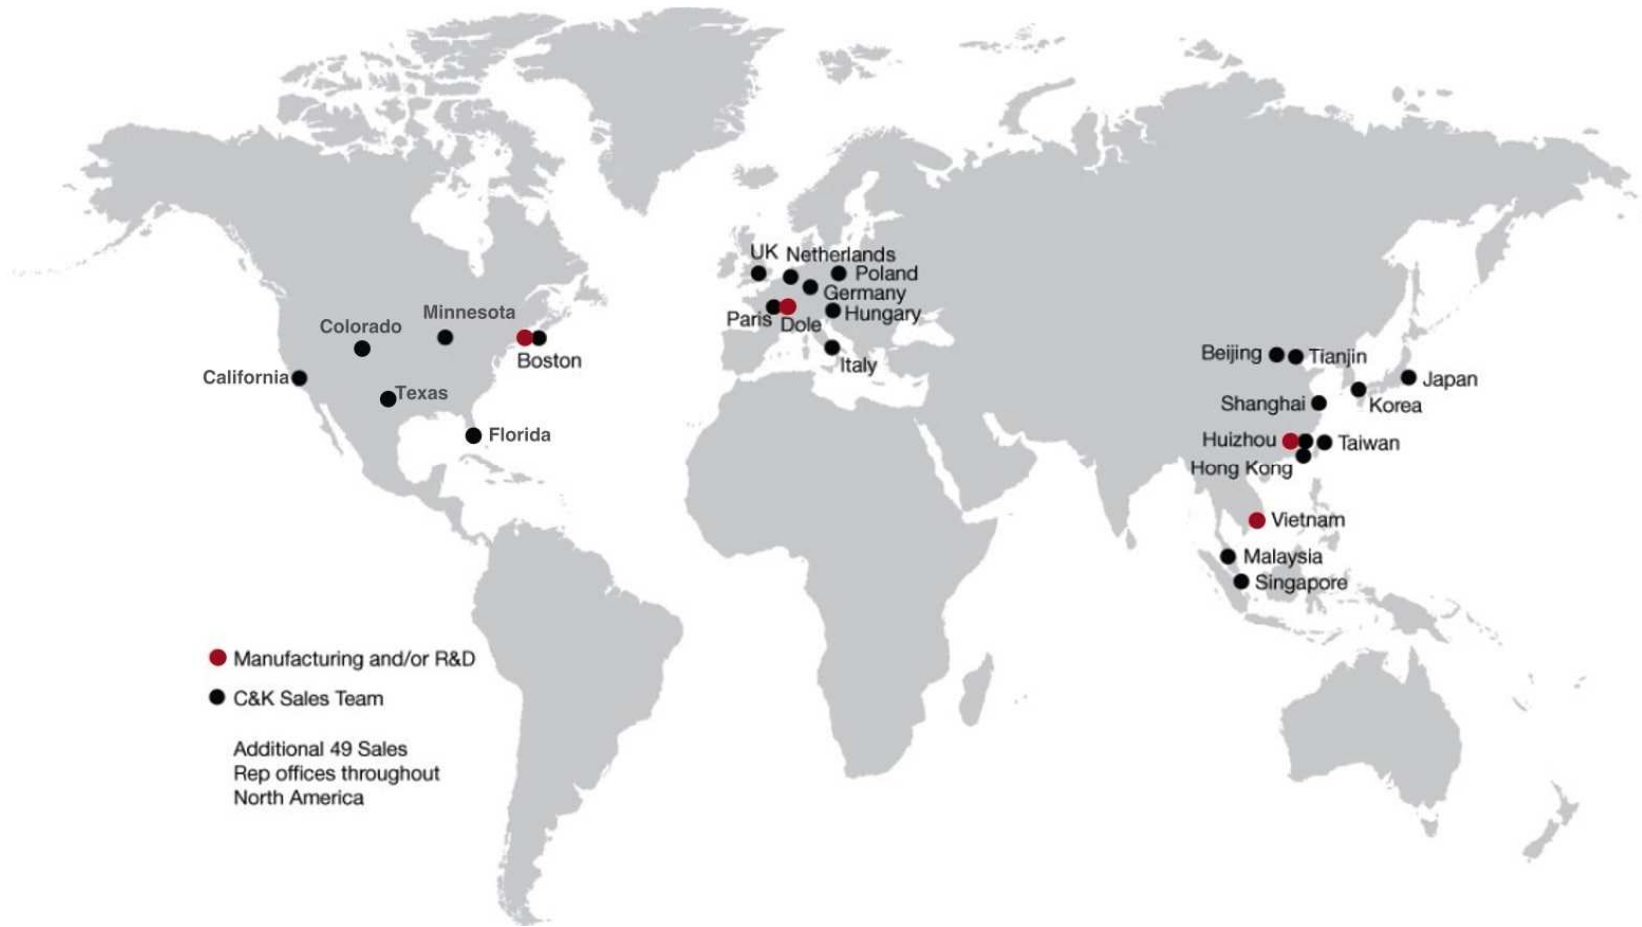 UK
Netherlands
Poland
Germany
Paris
Dole
Hungary
Italy
Minnesota
Colorado
Boston
California
Texas
Florida
Beijing
Tianjin
Japan
Korea
Shanghai
Huizhou
Taiwan
Hong Kong
Vietnam
Malaysia
Singapore
Manufacturing and/or R&D
C&K Sales Team
Additional 49 Sales
Rep offices throughout
North America